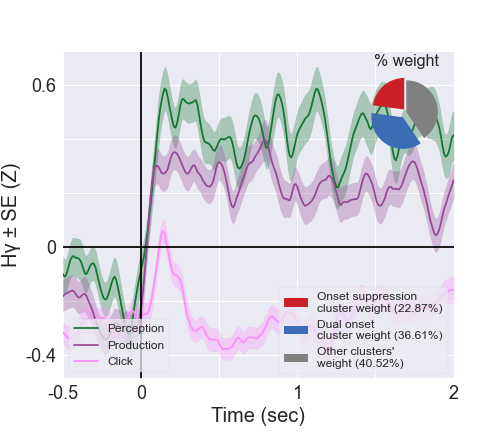 % weight
0.6
0
-0.4
Hγ ± SE (Z)
Perception
Production
Click
Onset suppression
cluster weight (22.87%)
Dual onset
cluster weight (36.61%)
Other clusters'
weight (40.52%)
-0.5
0
1
2
Time (sec)